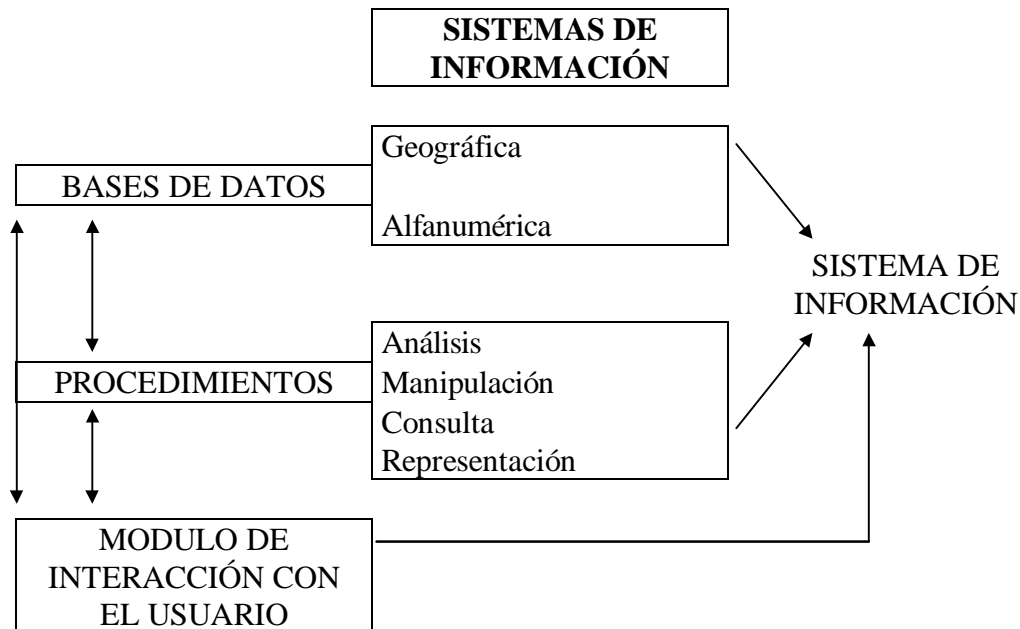 SISTEMAS DE
INFORMACIÓN
Geográfica
BASES DE DATOS
Alfanumérica
SISTEMA DE
INFORMACIÓN
Análisis
PROCEDIMIENTOS
Manipulación
Consulta
Representación
MODULO DE
INTERACCIÓN CON
EL USUARIO